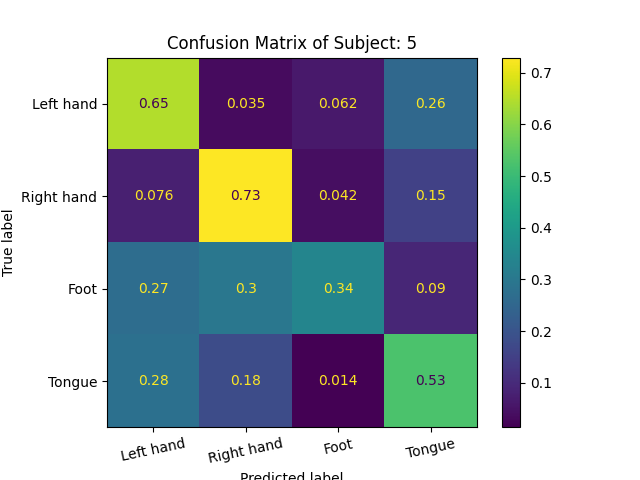 Confusion Matrix of Subject: 5
True label
Left hand 0.65 0.035 0.062 0.26
Right hand 0.076 0.73 0.042 0.15
Foot 0.27 0.3 0.34 0.09
Tongue 0.28 0.18 0.014 0.53
Left hand Right hand Foot Tongue
Predicted label
0.7
0.6
0.5
0.4
0.3
0.2
0.1